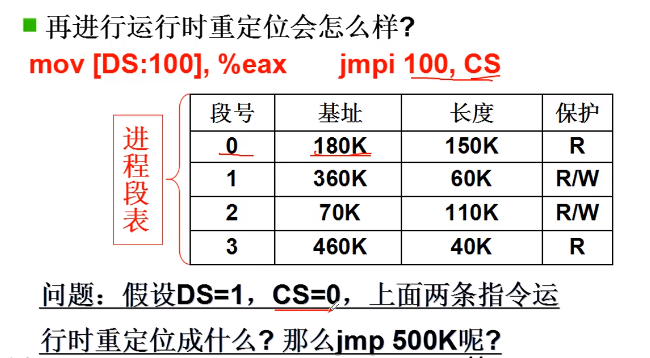 再进行运行时重定位会怎么样?
mov [DS:100], %eax jmpi 100, CS
进程段表
段号 基址 长度 保护
0 180K 150K R
1 360K 60K R/W
2 70K 110K R/W
3 460K 40K R
问题：假设DS=1，CS=0，上面两条指令运
行时重定位成什么? 那么jmp 500K呢?